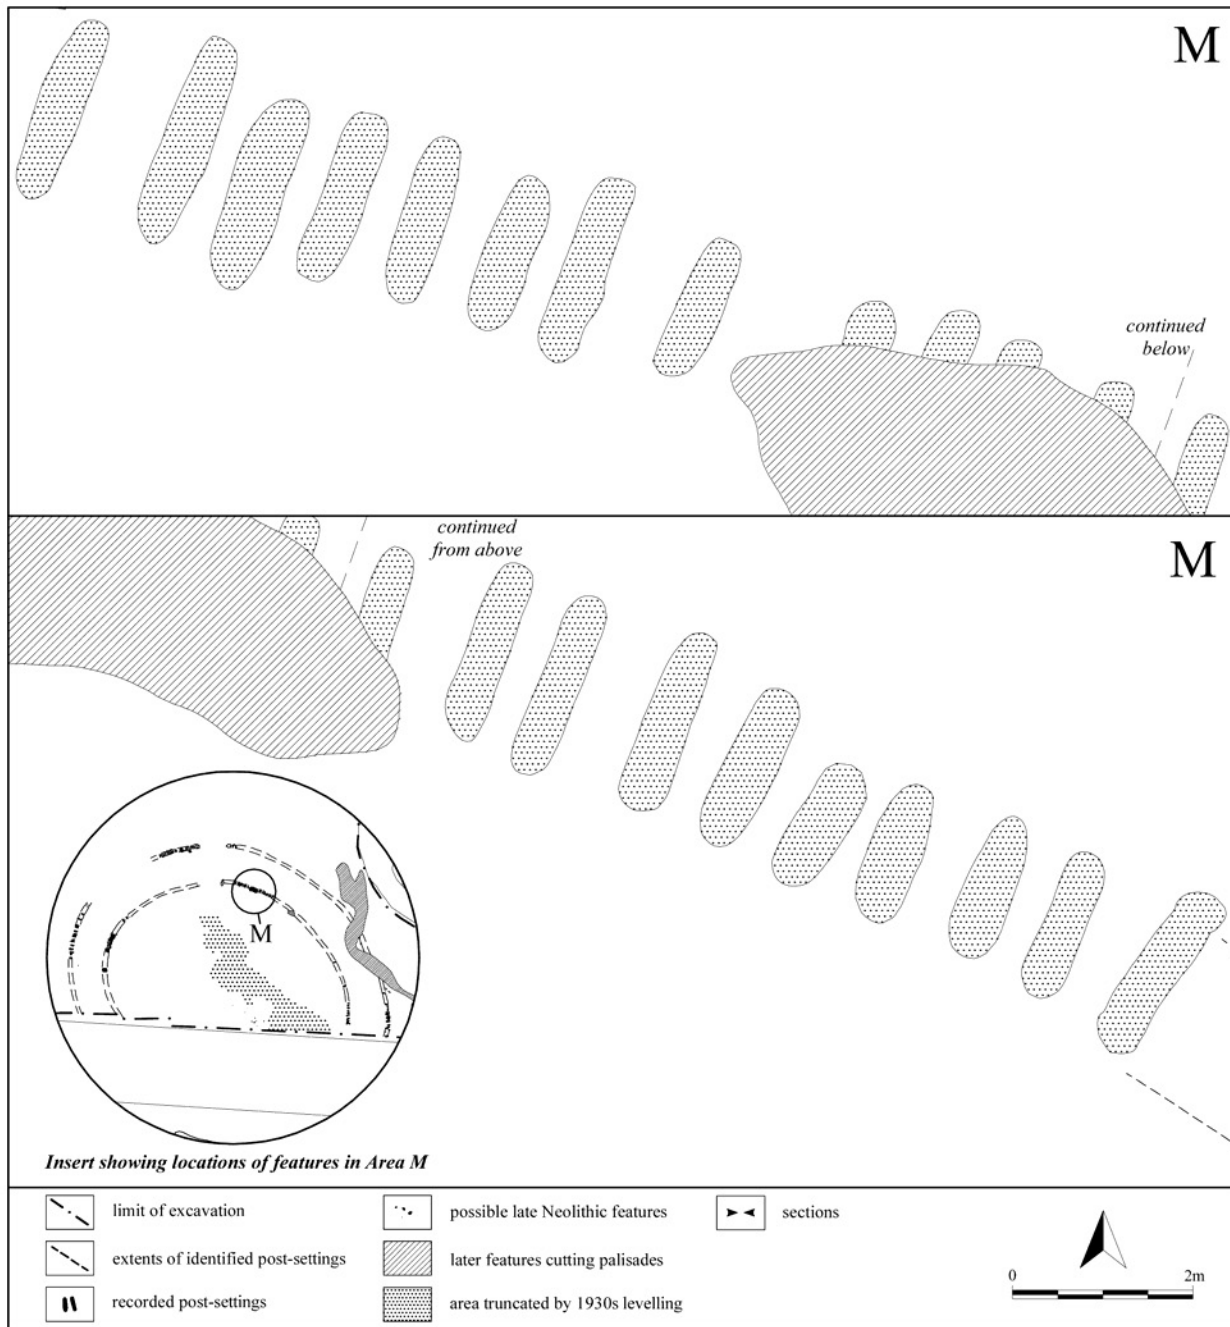 M
continued
below
continued
from above
M
M
Insert showing locations of features in Area M
limit of excavation
possible late Neolithic features
sections
extents of identified post-settings
later features cutting palisades
recorded post-settings
area truncated by 1930s levelling
0
2m